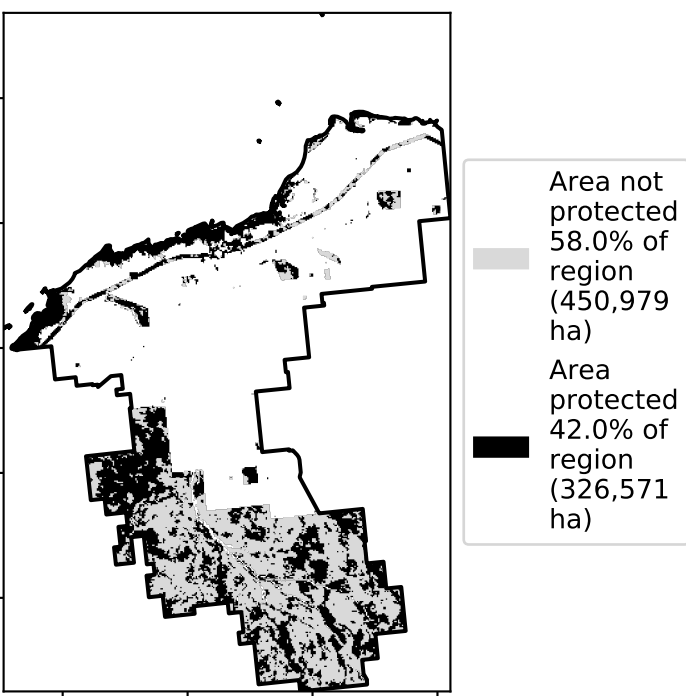 Area not
protected
58.0% of
region
(450,979
ha)
Area
protected
42.0% of
region
(326,571
ha)